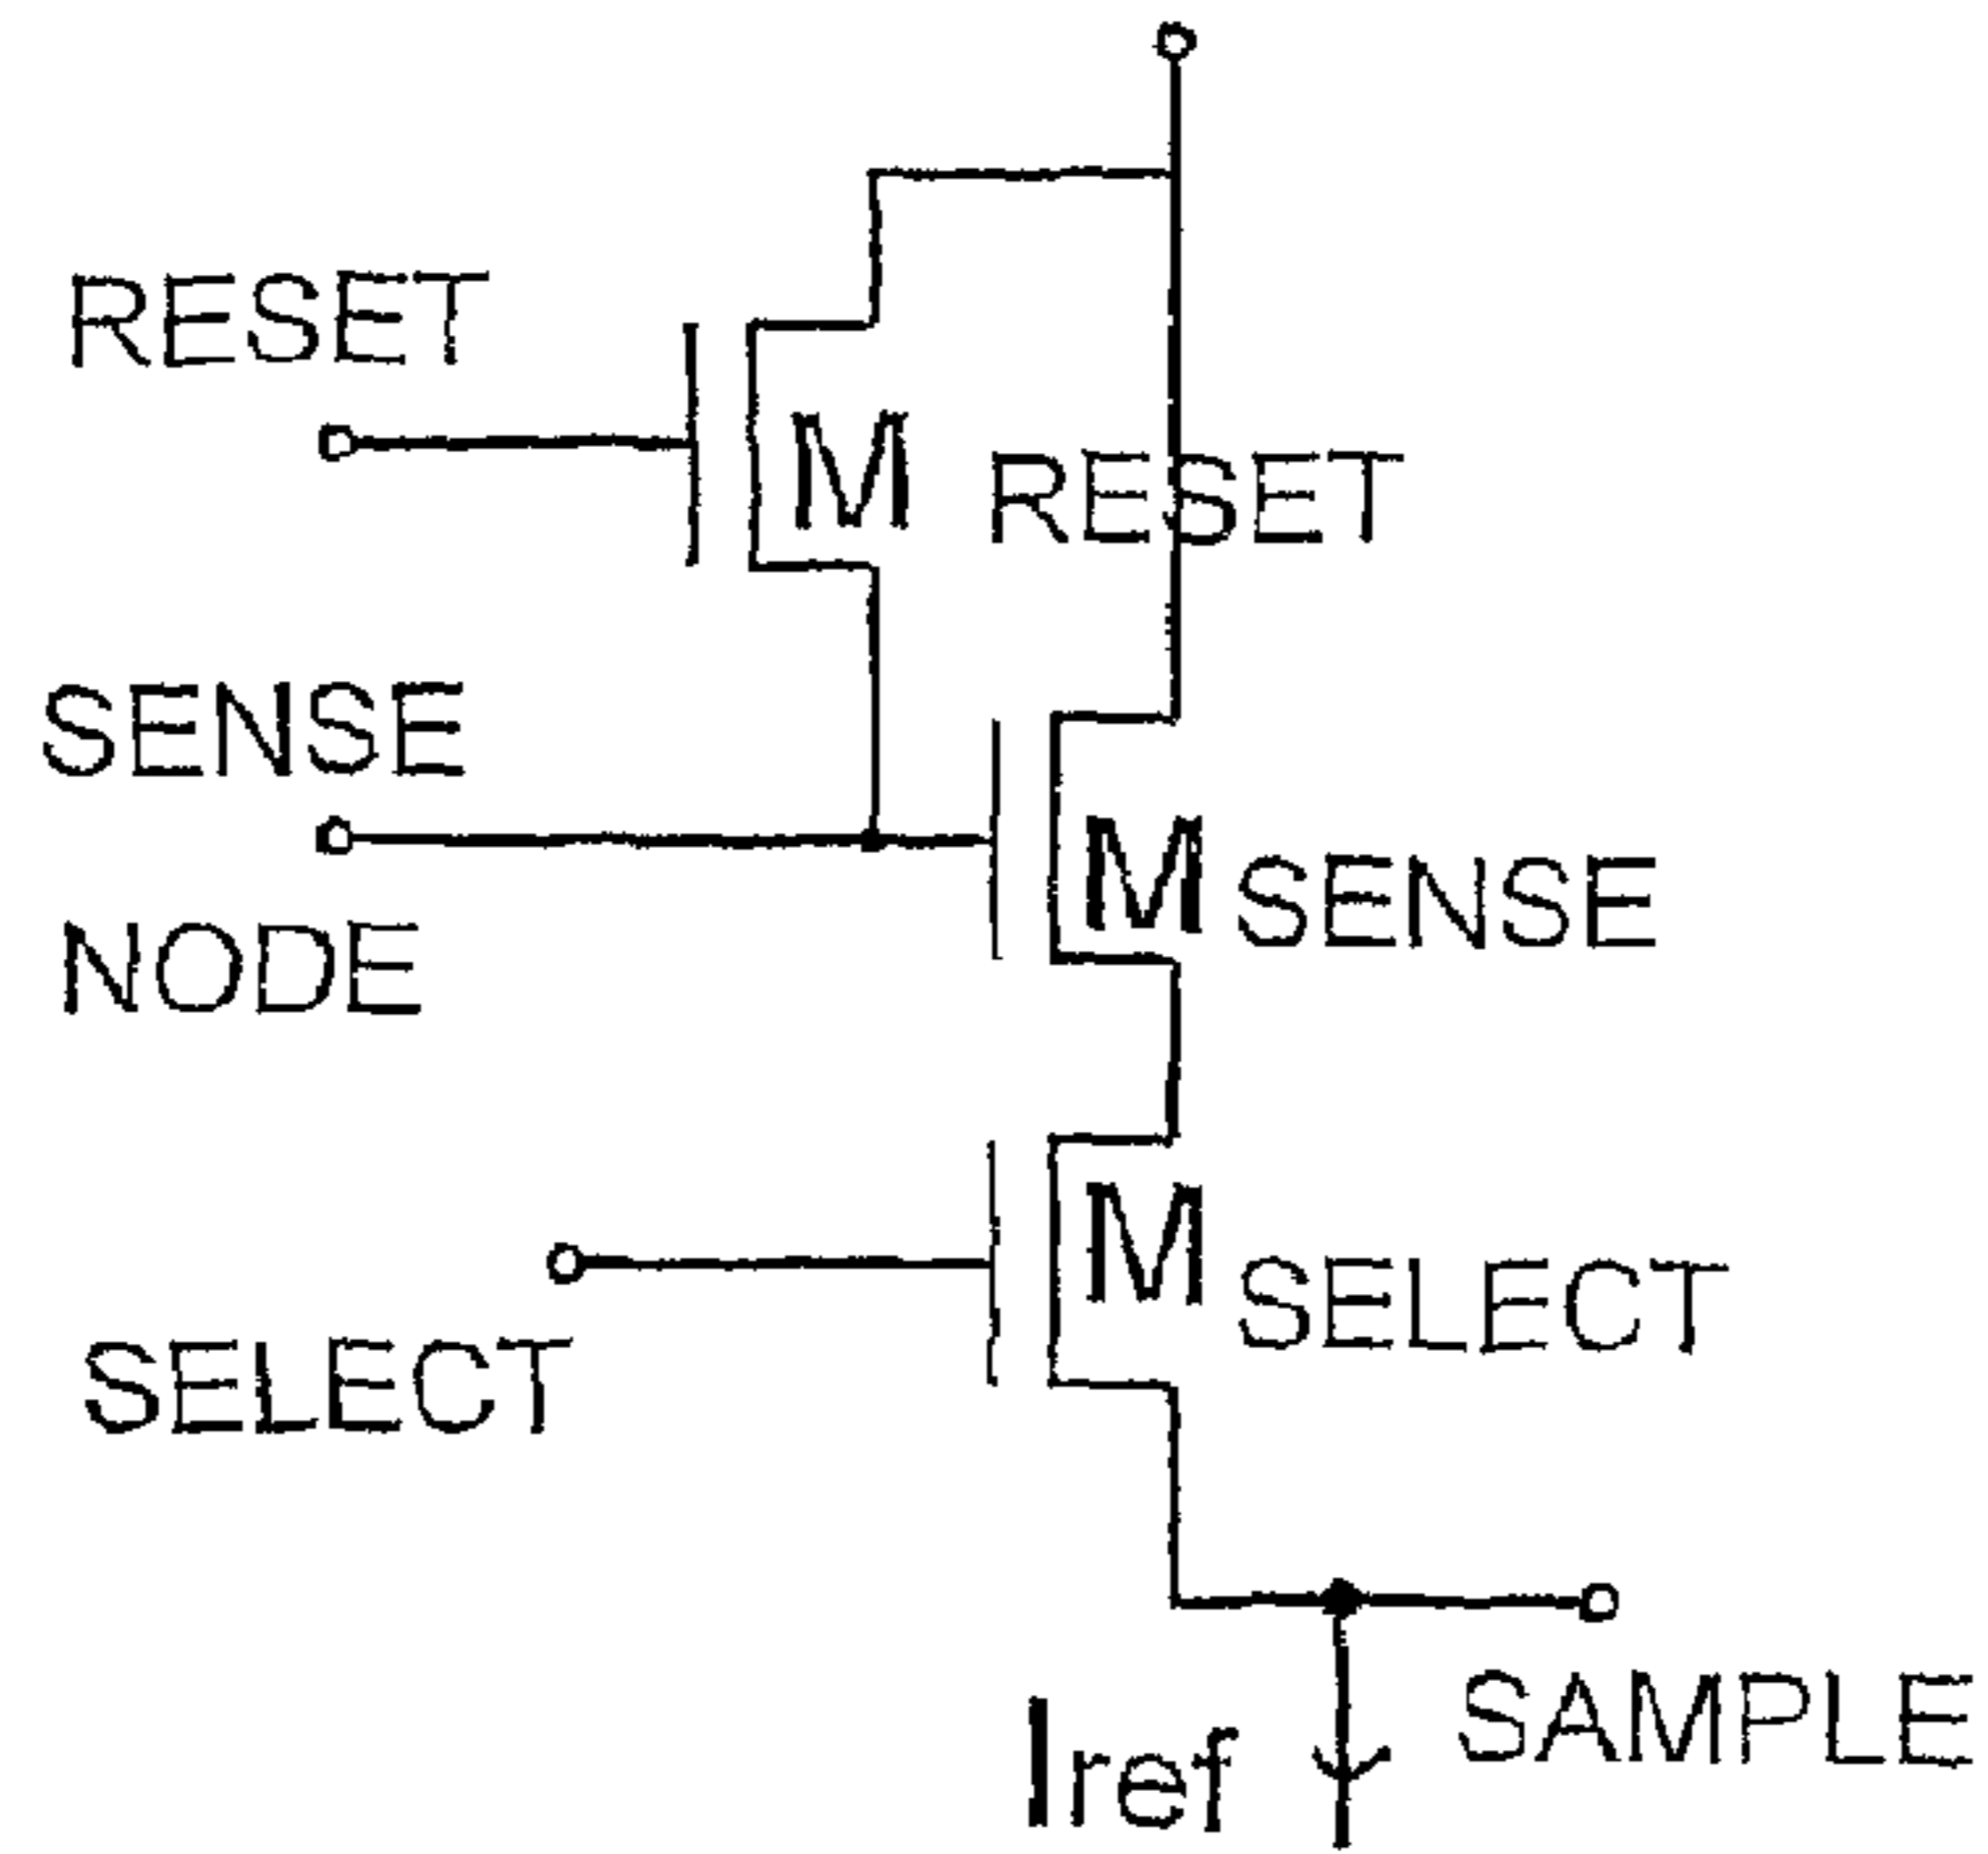 RESET
M RESET
SENSE
NODE
M SENSE
SELECT
M SELECT
Iref
SAMPLE